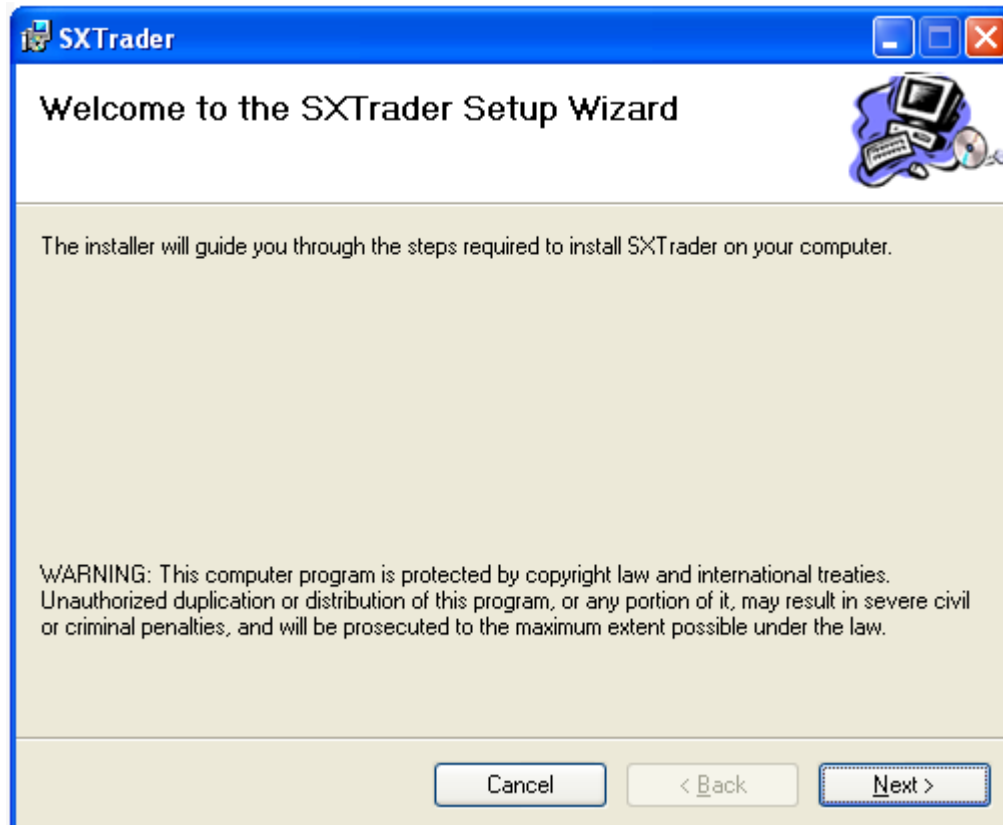 SXTrader
Welcome to the SXTrader Setup Wizard
The installer will guide you through the steps required to install SXTrader on your computer.
WARNING: This computer program is protected by copyright law and international treaties.
Unauthorized duplication or distribution of this program, or any portion of it, may result in severe civil
or criminal penalties, and will be prosecuted to the maximum extent possible under the law.
Cancel
< Back
Next >